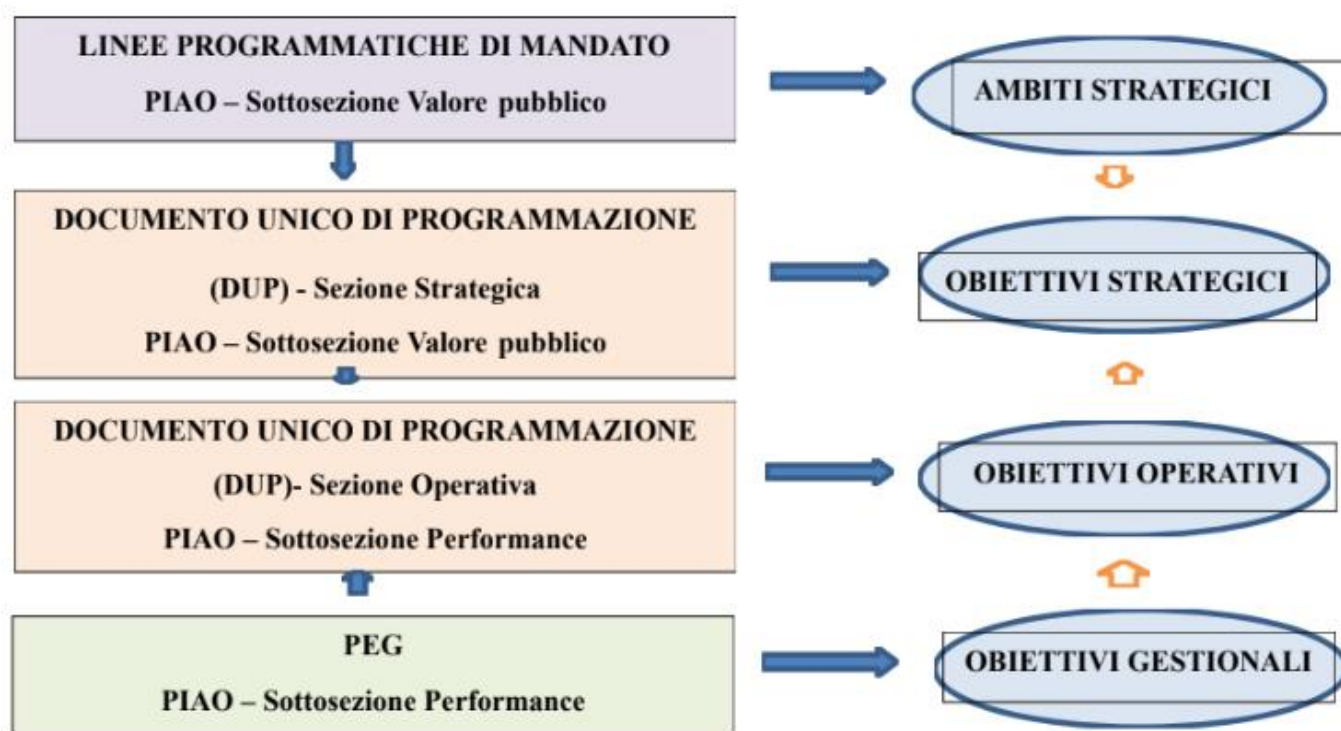 LINEE PROGRAMMATICHE DI MANDATO
PIAO – Sottosezione Valore pubblico
AMBITI STRATEGICI
DOCUMENTO UNICO DI PROGRAMMAZIONE
(DUP) - Sezione Strategica
PIAO – Sottosezione Valore pubblico
OBIETTIVI STRATEGICI
DOCUMENTO UNICO DI PROGRAMMAZIONE
(DUP)- Sezione Operativa
PIAO – Sottosezione Performance
OBIETTIVI OPERATIVI
PEG
PIAO – Sottosezione Performance
OBIETTIVI GESTIONALI